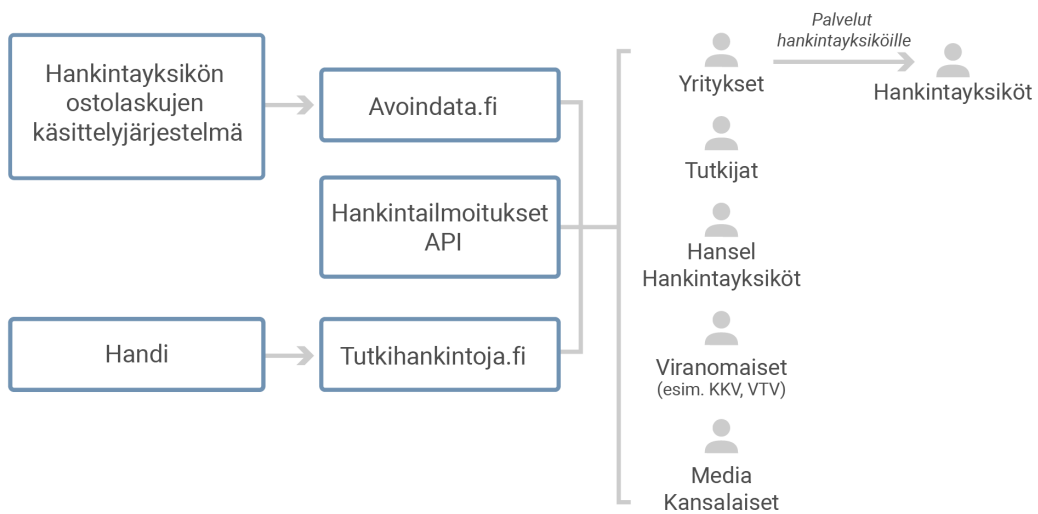 Hankintayksikön
ostolaskujen
käsittelyjärjestelmä
Avoindata.fi
Hankintailmoitukset
API
Handi
Tutkihankintoja.fi
Yritykset
Palvelut
hankintayksiköille
Hankintayksiköt
Tutkijat
Hansel
Hankintayksiköt
Viranomaiset
(esim. KKV, VTV)
Media
Kansalaiset